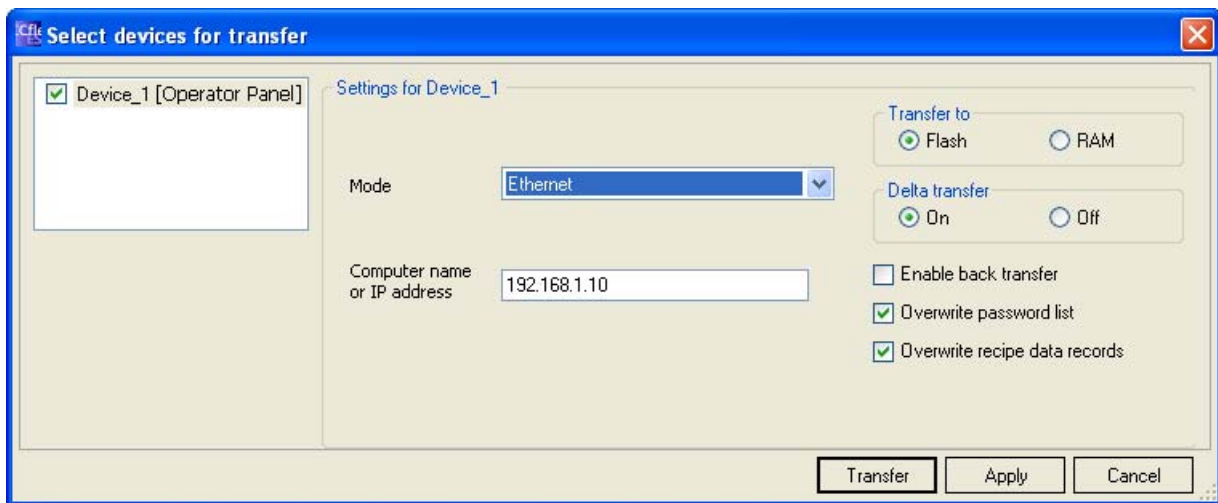 Select devices for transfer
Device_1 [Operator Panel]
Settings for Device_1
Transfer to
Flash
RAM
Mode
Ethernet
Delta transfer
On
Off
Computer name
or IP address
192.168.1.10
Enable back transfer
Overwrite password list
Overwrite recipe data records
Transfer
Apply
Cancel